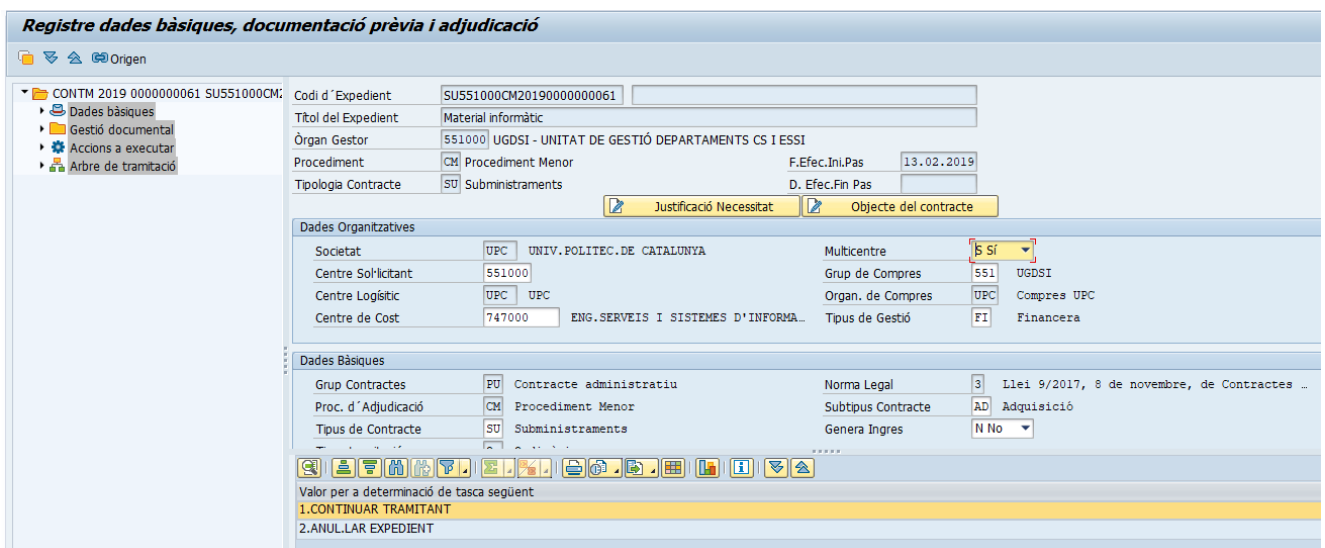 Registre dades bàsiques, documentació prèvia i adjudicació
Origen
CONTM 2019 0000000061 SU551000CM2
Dades bàsiques
Gestió documental
Accions a executar
Arbre de tramitació
Codi d´Expedient SU551000CM20190000000061
Títol del Expedient Material informàtic
Òrgan Gestor 551000 UGDSI - UNITAT DE GESTIÓ DEPARTAMENTS CS I ESSI
Procediment CM Procediment Menor F.Efec.Ini.Pas 13.02.2019
Tipologia Contracte SU Subministraments D. Efec.Fin Pas
Justificació Necessitat Objecte del contracte
Dades Organitzatives
Societat UPC UNIV.POLITEC.DE CATALUNYA Multicentre S Sí
Centre Sol·licitant 551000 Grup de Compres 551 UGDSI
Centre Logísitic UPC UPC Organ. de Compres UPC Compres UPC
Centre de Cost 747000 ENG.SERVEIS I SISTEMES D'INFORMA… Tipus de Gestió FI Financera
Dades Bàsiques
Grup Contractes PU Contracte administratiu Norma Legal 3 Llei 9/2017, 8 de novembre, de Contractes …
Proc. d´Adjudicació CM Procediment Menor Subtipus Contracte AD Adquisició
Tipus de Contracte SU Subministraments Genera Ingres N No
Valor per a determinació de tasca següent
1.CONTINUAR TRAMITANT
2.ANUL.LAR EXPEDIENT